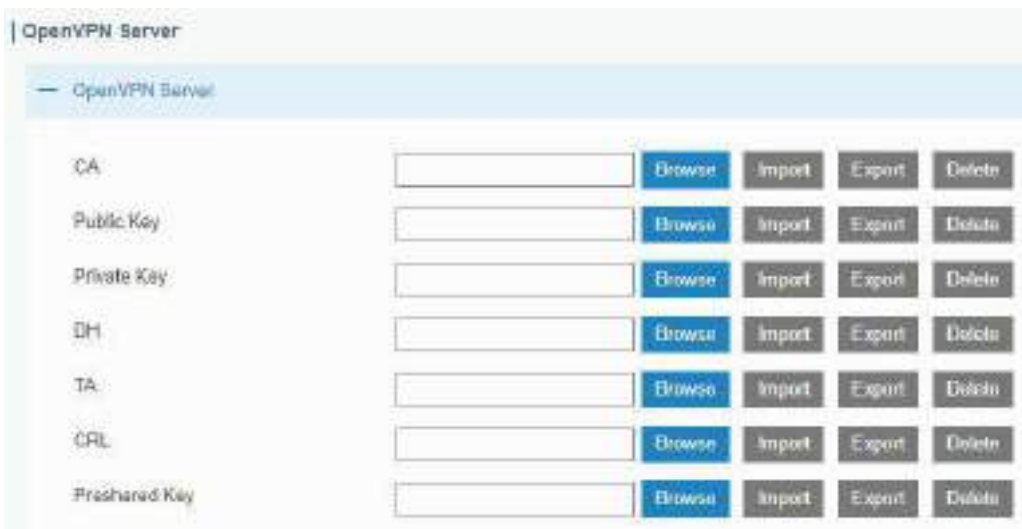 OpenVPN Server
OpenVPN Server
CA Browse Import Export Delete
Public Key Browse Import Export Delete
Private Key Browse Import Export Delete
DH Browse Import Export Delete
TA Browse Import Export Delete
CRL Browse Import Export Delete
Preshared Key Browse Import Export Delete